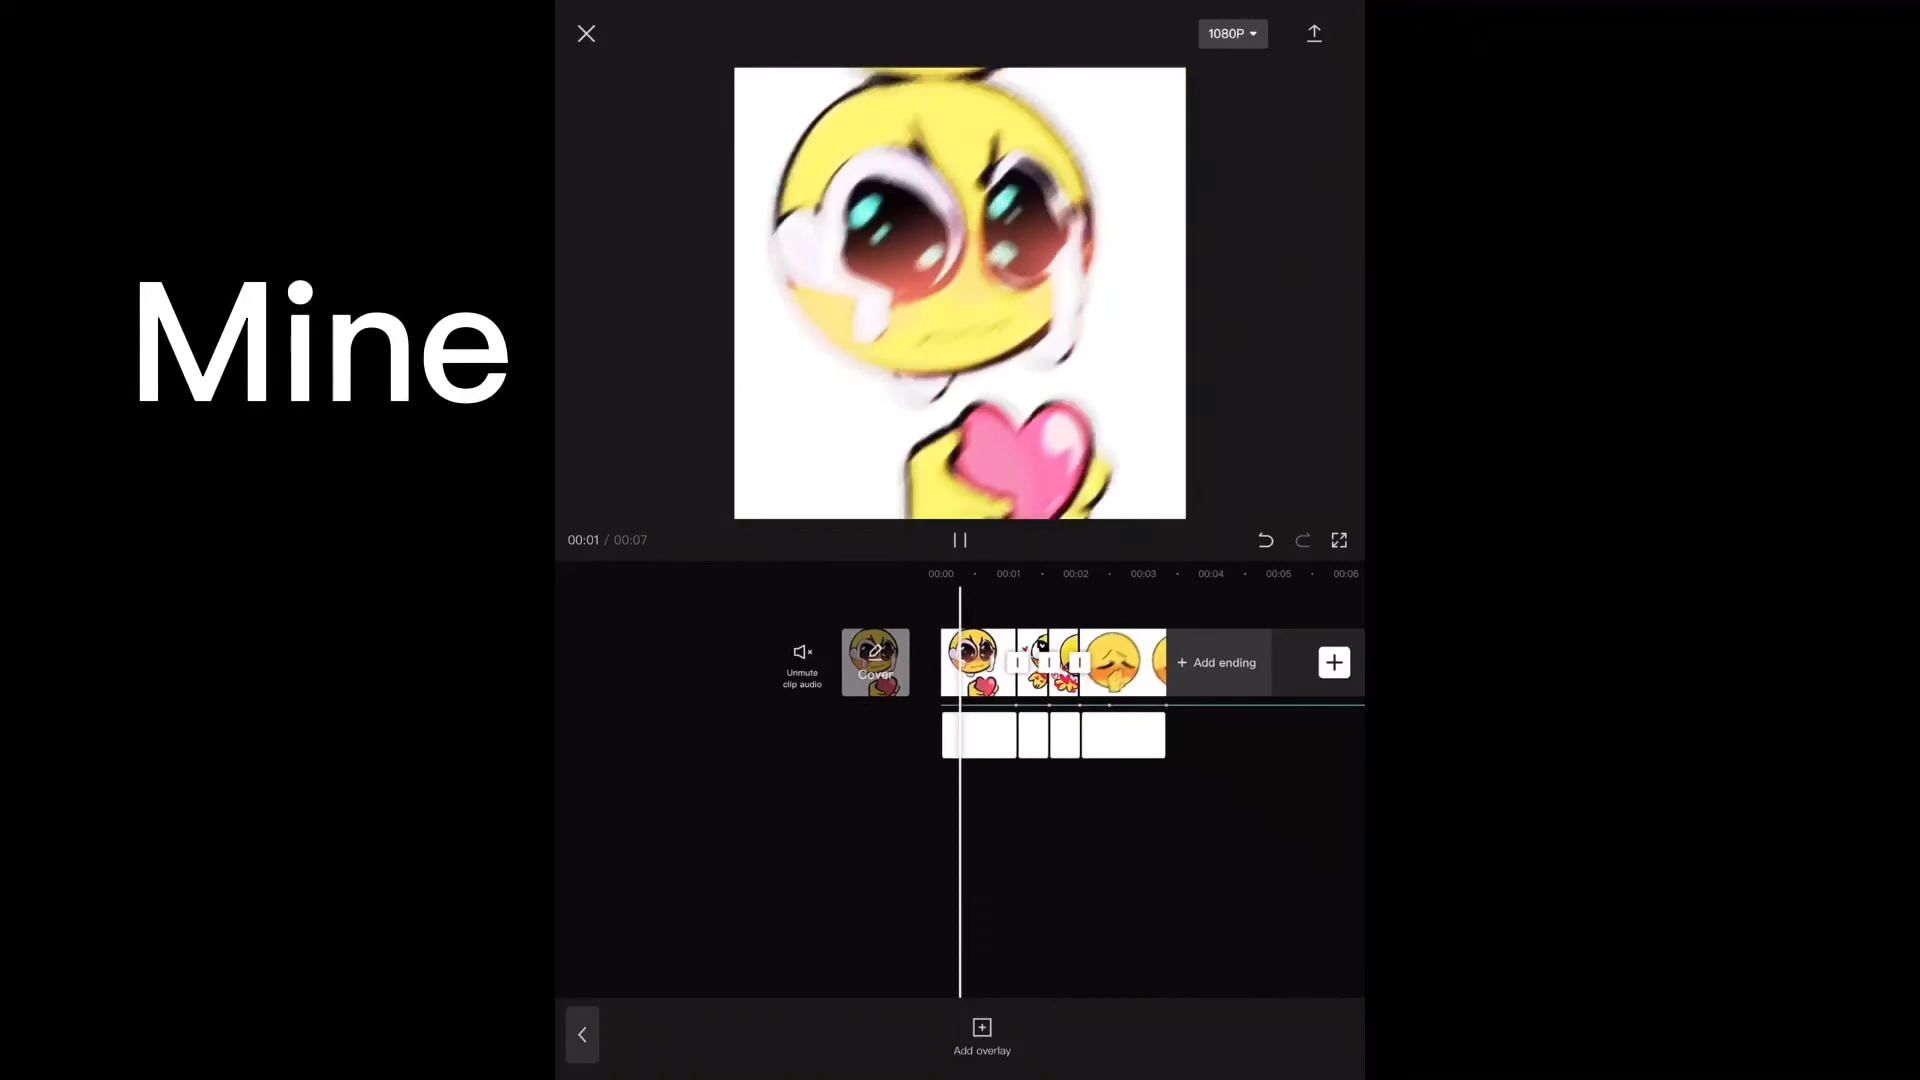 1080P
Mine
00:01 / 00:07
00:00 00:01 00:02 00:03 00:04 00:05 00:06
Unmute
clip audio
Cover
+ Add ending
Add overlay